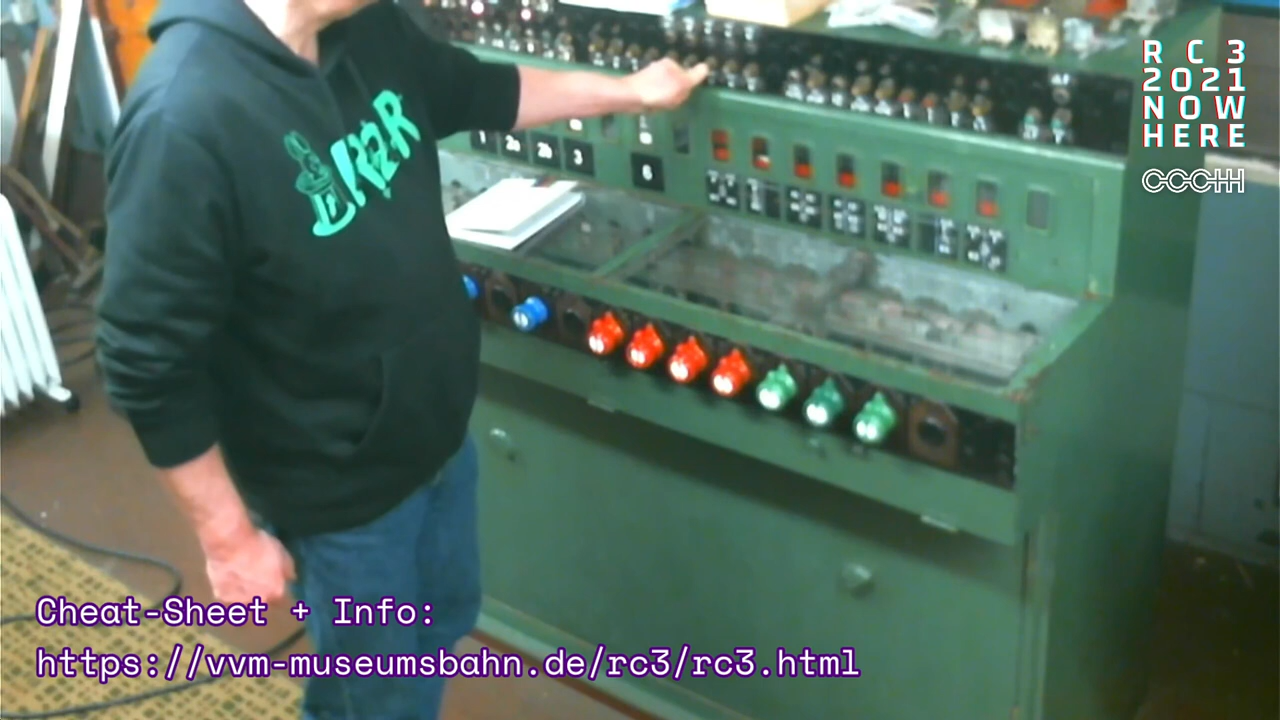 R C 3
2021
NOW
HERE
CCCHH
1 2a 2b 3
6
Cheat-Sheet + Info:
https://vvm-museumsbahn.de/rc3/rc3.html